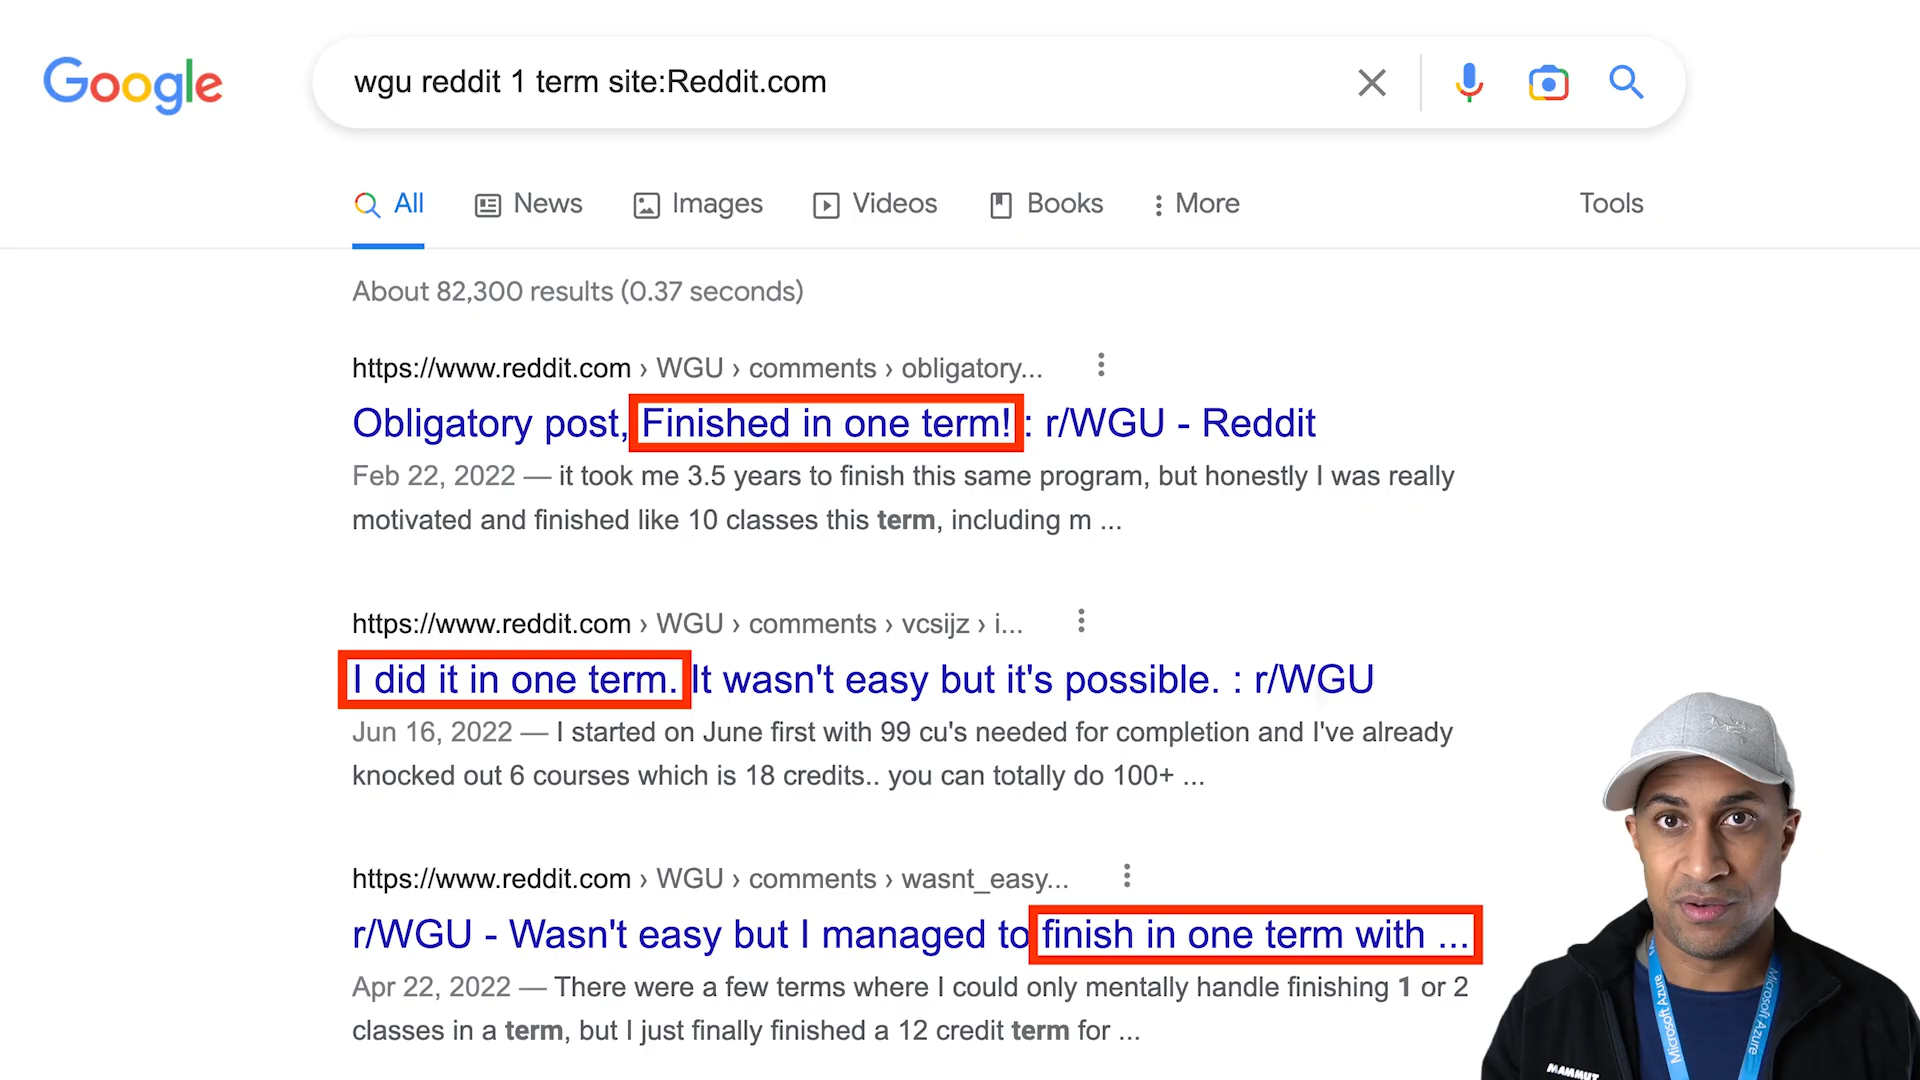 Google
wgu reddit 1 term site:Reddit.com
All News Images Videos Books More Tools
About 82,300 results (0.37 seconds)
https://www.reddit.com › WGU › comments › obligatory...
Obligatory post, Finished in one term! : r/WGU - Reddit
Feb 22, 2022 — it took me 3.5 years to finish this same program, but honestly I was really
motivated and finished like 10 classes this term, including m ...
https://www.reddit.com › WGU › comments › vcsijz › i...
I did it in one term. It wasn't easy but it's possible. : r/WGU
Jun 16, 2022 — I started on June first with 99 cu's needed for completion and I've already
knocked out 6 courses which is 18 credits.. you can totally do 100+ ...
https://www.reddit.com › WGU › comments › wasnt_easy...
r/WGU - Wasn't easy but I managed to finish in one term with ...
Apr 22, 2022 — There were a few terms where I could only mentally handle finishing 1 or 2
classes in a term, but I just finally finished a 12 credit term for ...
Microsoft Azure
Microsoft Azure
MAMMUT